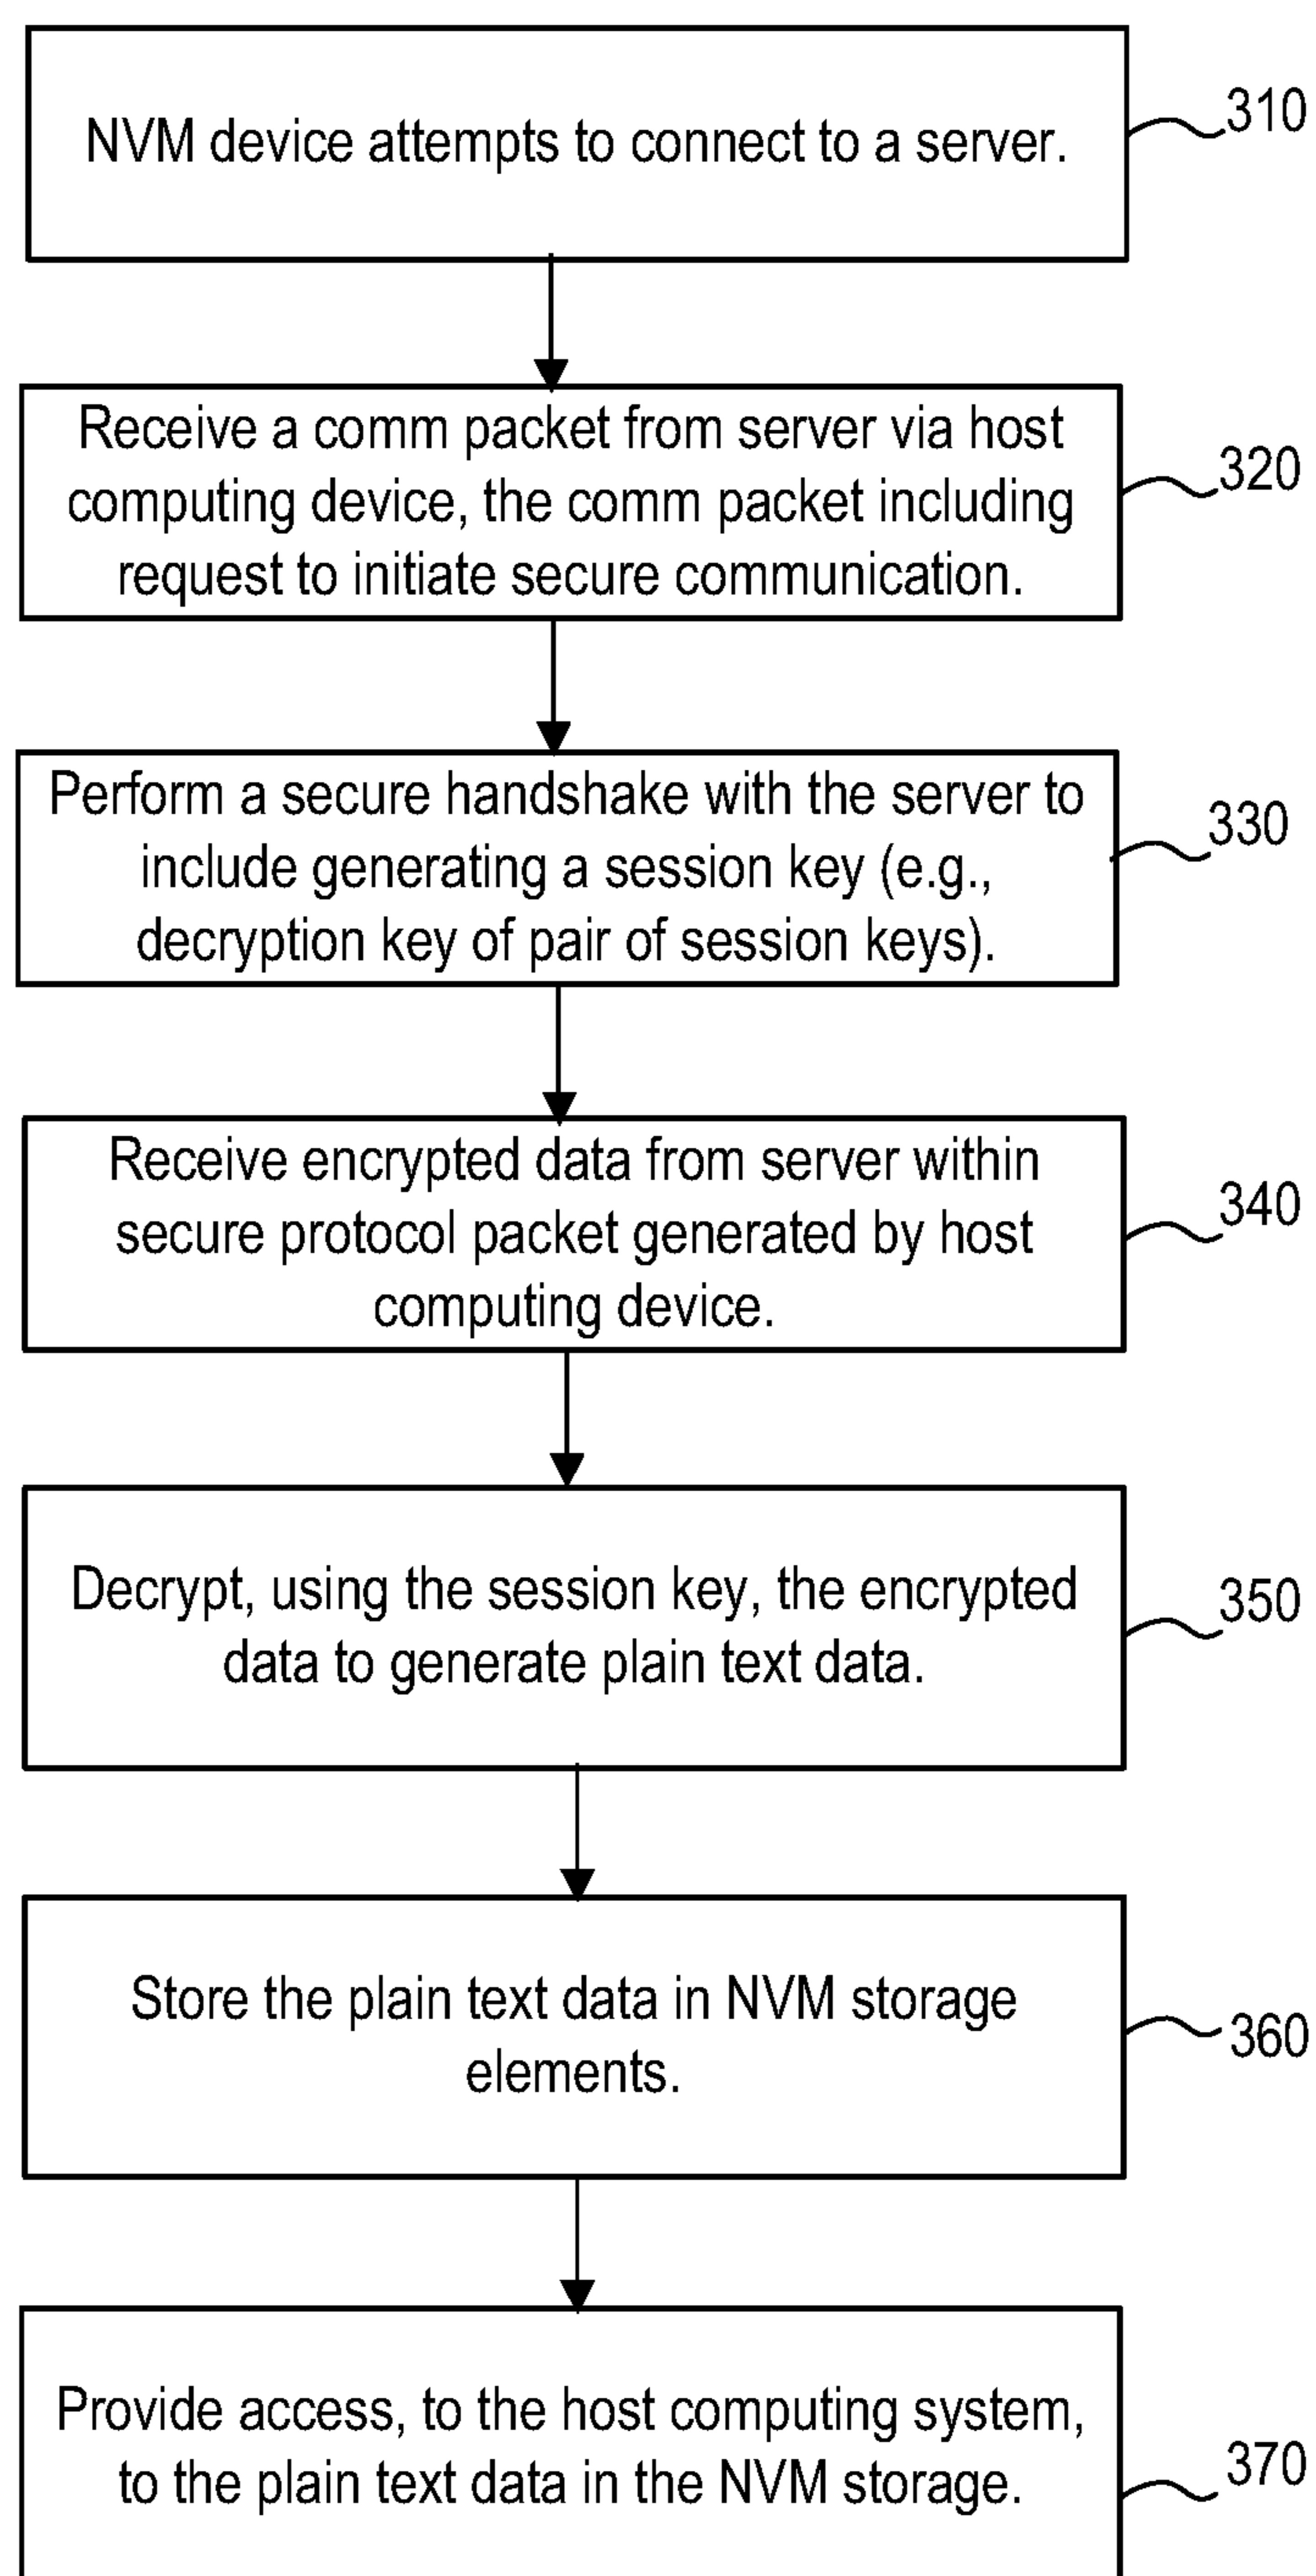 NVM device attempts to connect to a server.
310
Receive a comm packet from server via host
computing device, the comm packet including
request to initiate secure communication.
320
Perform a secure handshake with the server to
include generating a session key (e.g.,
decryption key of pair of session keys).
330
Receive encrypted data from server within
secure protocol packet generated by host
computing device.
340
Decrypt, using the session key, the encrypted
data to generate plain text data.
350
Store the plain text data in NVM storage
elements.
360
Provide access, to the host computing system,
to the plain text data in the NVM storage.
370